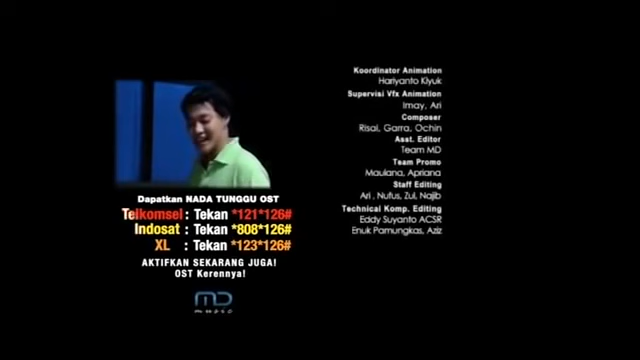 Dapatkan NADA TUNGGU OST
Telkomsel : Tekan *121*126#
Indosat : Tekan *808*126#
XL : Tekan *123*126#
AKTIFKAN SEKARANG JUGA!
OST Kerennya!
MD
music
Koordinator Animation
Hariyanto Klyuk
Supervisi Vfx Animation
Imay, Ari
Composer
Risal, Garra, Ochin
Asst. Editor
Team MD
Team Promo
Maulana, Apriana
Staff Editing
Ari , Nufus, Zul, Najib
Technical Komp. Editing
Eddy Suyanto ACSR
Enuk Pamungkas, Aziz